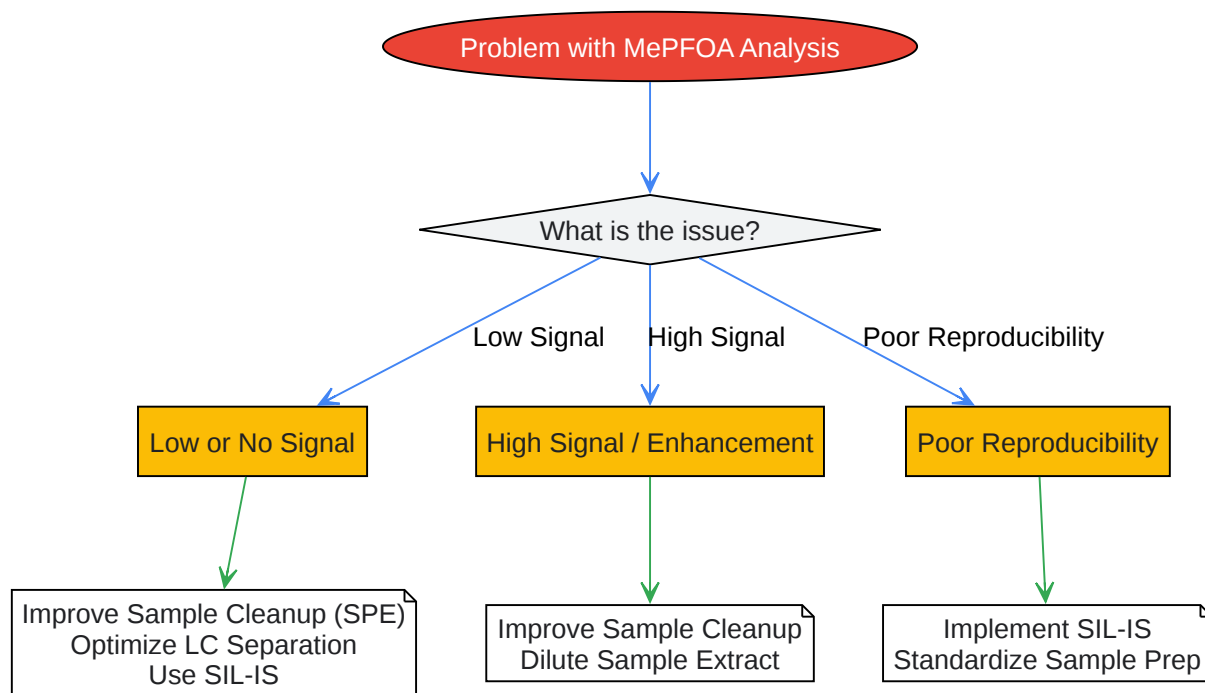 Problem with MePFOA Analysis
What is the issue?
Low Signal
High Signal
Poor Reproducibility
Low or No Signal
High Signal / Enhancement
Poor Reproducibility
Improve Sample Cleanup (SPE)
Optimize LC Separation
Use SIL-IS
Improve Sample Cleanup
Dilute Sample Extract
Implement SIL-IS
Standardize Sample Prep